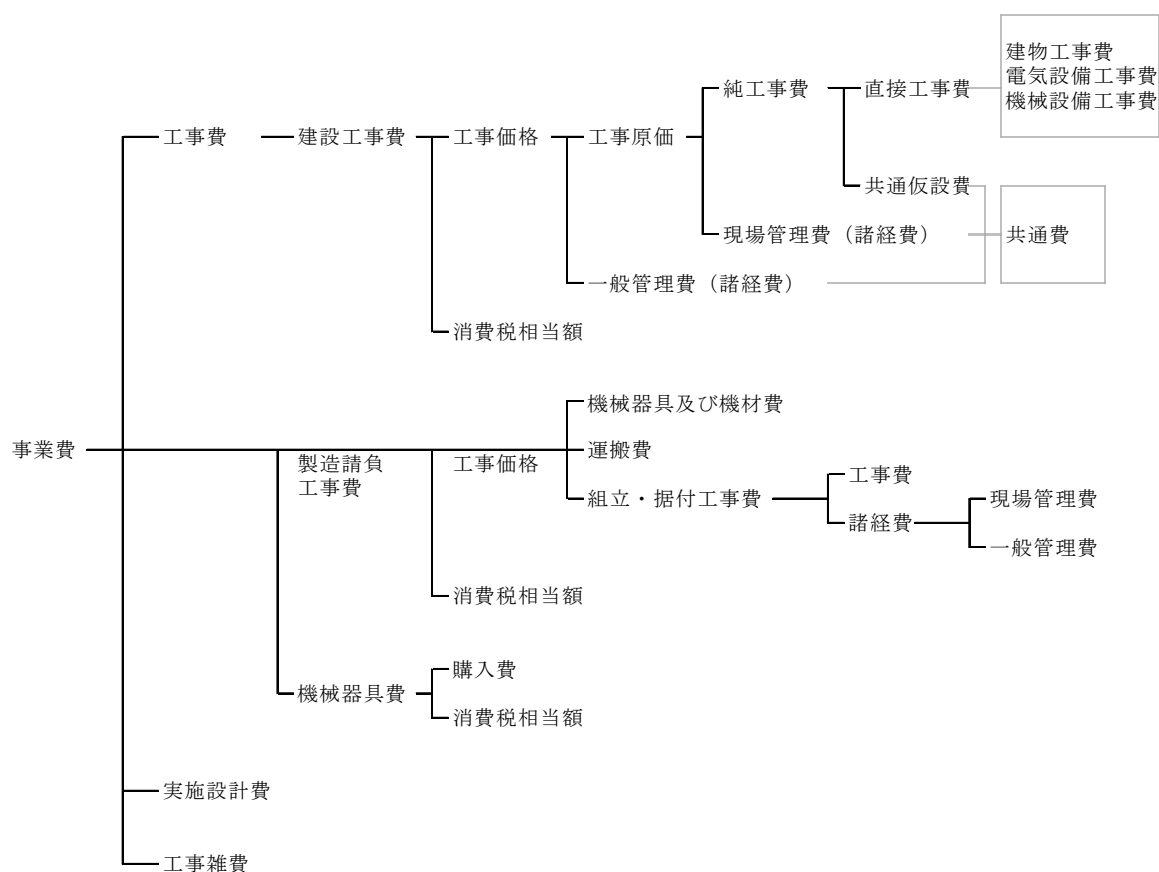 建物工事費
電気設備工事費
機械設備工事費
純工事費
直接工事費
工事費
建設工事費
工事価格
工事原価
共通仮設費
現場管理費（諸経費）
共通費
一般管理費（諸経費）
消費税相当額
機械器具及び機材費
事業費
製造請負
工事費
工事価格
運搬費
工事費
組立・据付工事費
現場管理費
諸経費
一般管理費
消費税相当額
購入費
機械器具費
消費税相当額
実施設計費
工事雑費